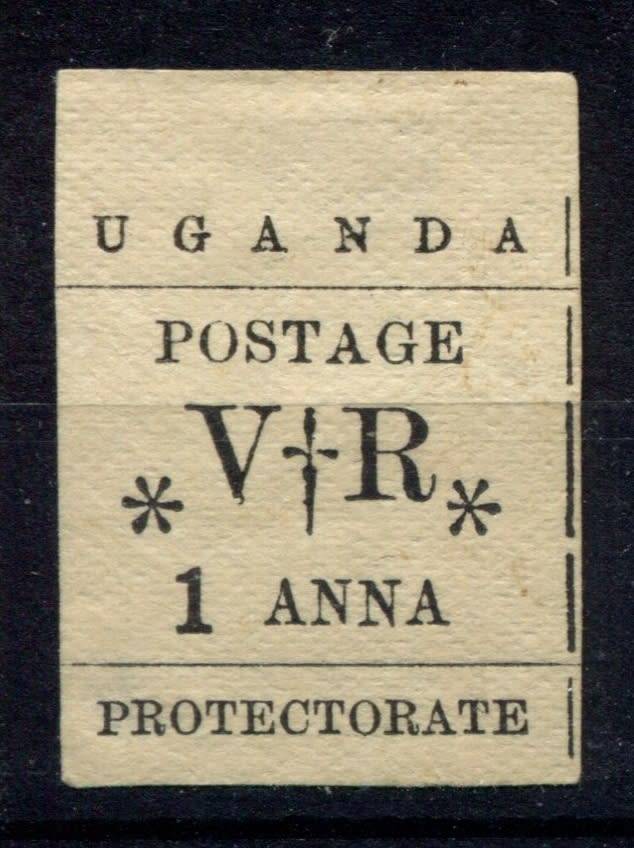 UGANDA
POSTAGE
V†R
* *
1 ANNA
PROTECTORATE